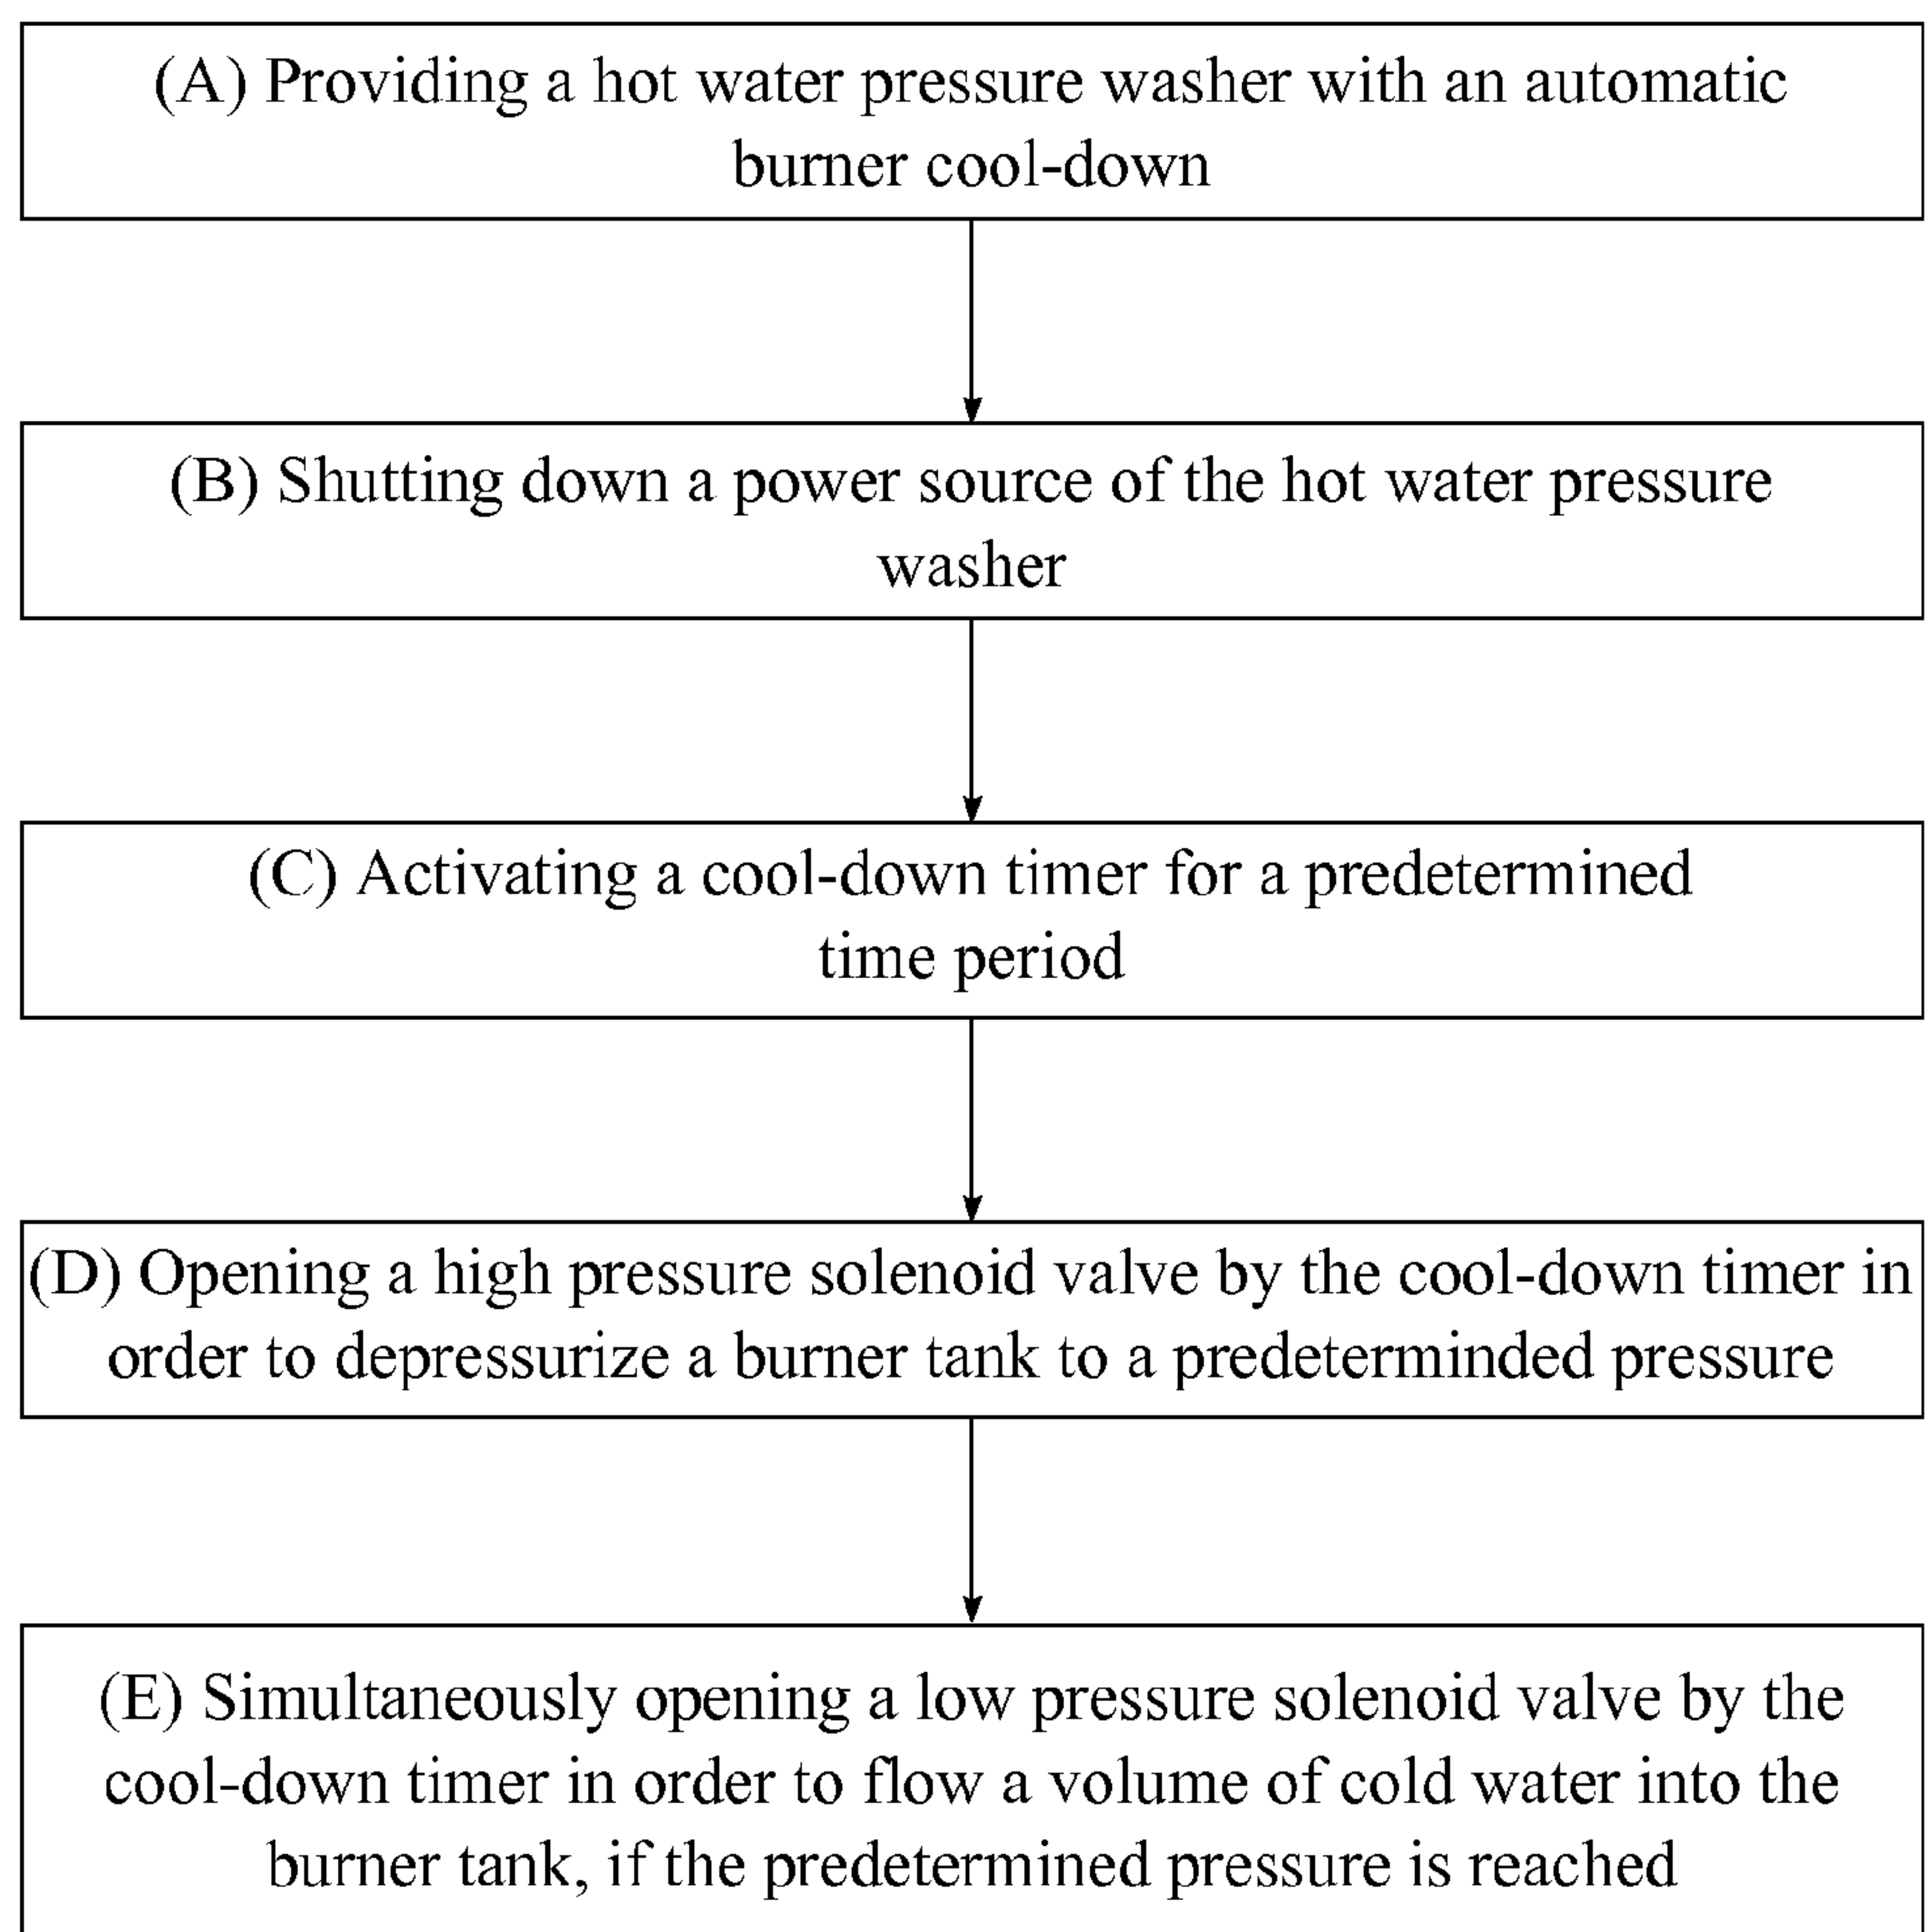 (A) Providing a hot water pressure washer with an automatic
burner cool-down
(B) Shutting down a power source of the hot water pressure
washer
(C) Activating a cool-down timer for a predetermined
time period
(D) Opening a high pressure solenoid valve by the cool-down timer in
order to depressurize a burner tank to a predeterminded pressure
(E) Simultaneously opening a low pressure solenoid valve by the
cool-down timer in order to flow a volume of cold water into the
burner tank, if the predetermined pressure is reached